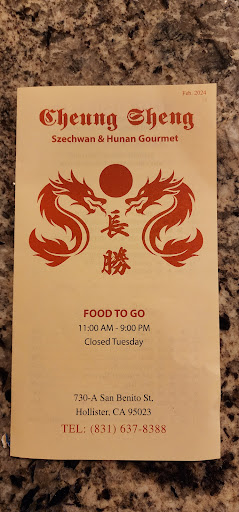 Feb. 2024
Cheung Sheng
Szechwan & Hunan Gourmet
長
勝
FOOD TO GO
11:00 AM - 9:00 PM
Closed Tuesday
730-A San Benito St,
Hollister, CA 95023
TEL: (831) 637-8388